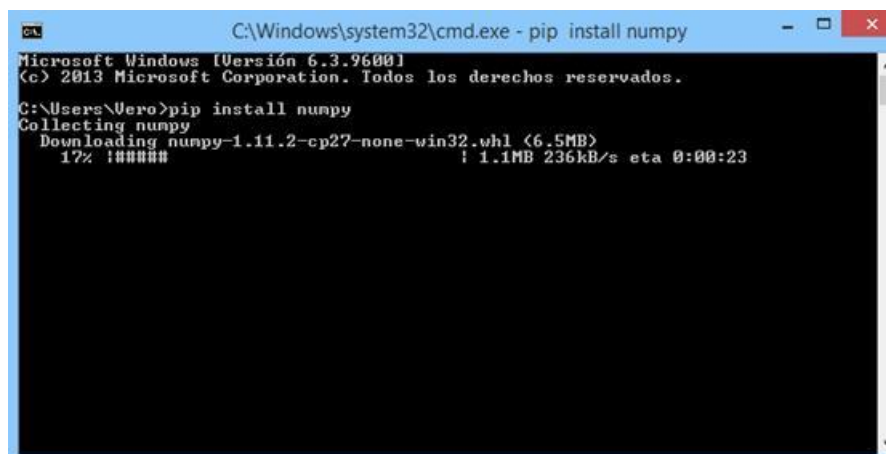 C:\Windows\system32\cmd.exe - pip install numpy
Microsoft Windows [Versión 6.3.9600]
(c) 2013 Microsoft Corporation. Todos los derechos reservados.
C:\Users\Vero>pip install numpy
Collecting numpy
Downloading numpy-1.11.2-cp27-none-win32.whl (6.5MB)
17% |##### | 1.1MB 236kB/s eta 0:00:23